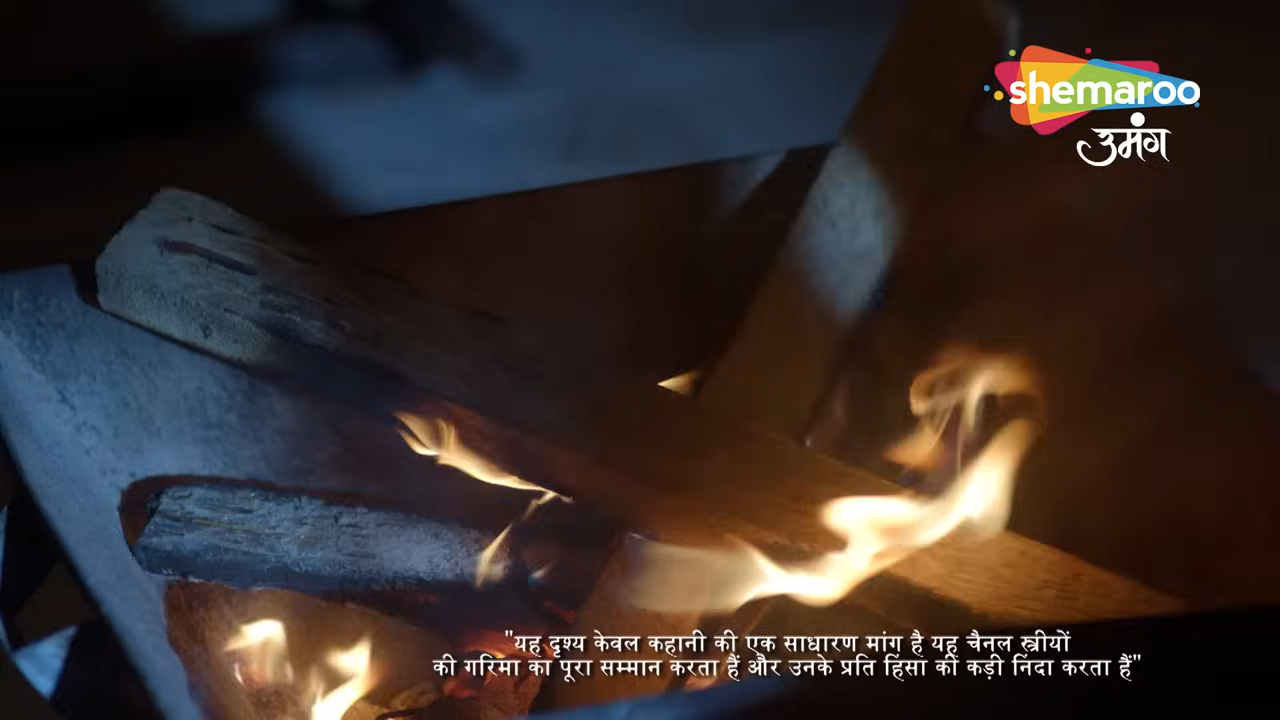 shemaroo
उमंग
"यह दृश्य केवल कहानी की एक साधारण मांग है यह चैनल स्त्रीयों
की गरिमा का पूरा सम्मान करता हैं और उनके प्रति हिंसा की कड़ी निंदा करता हैं"